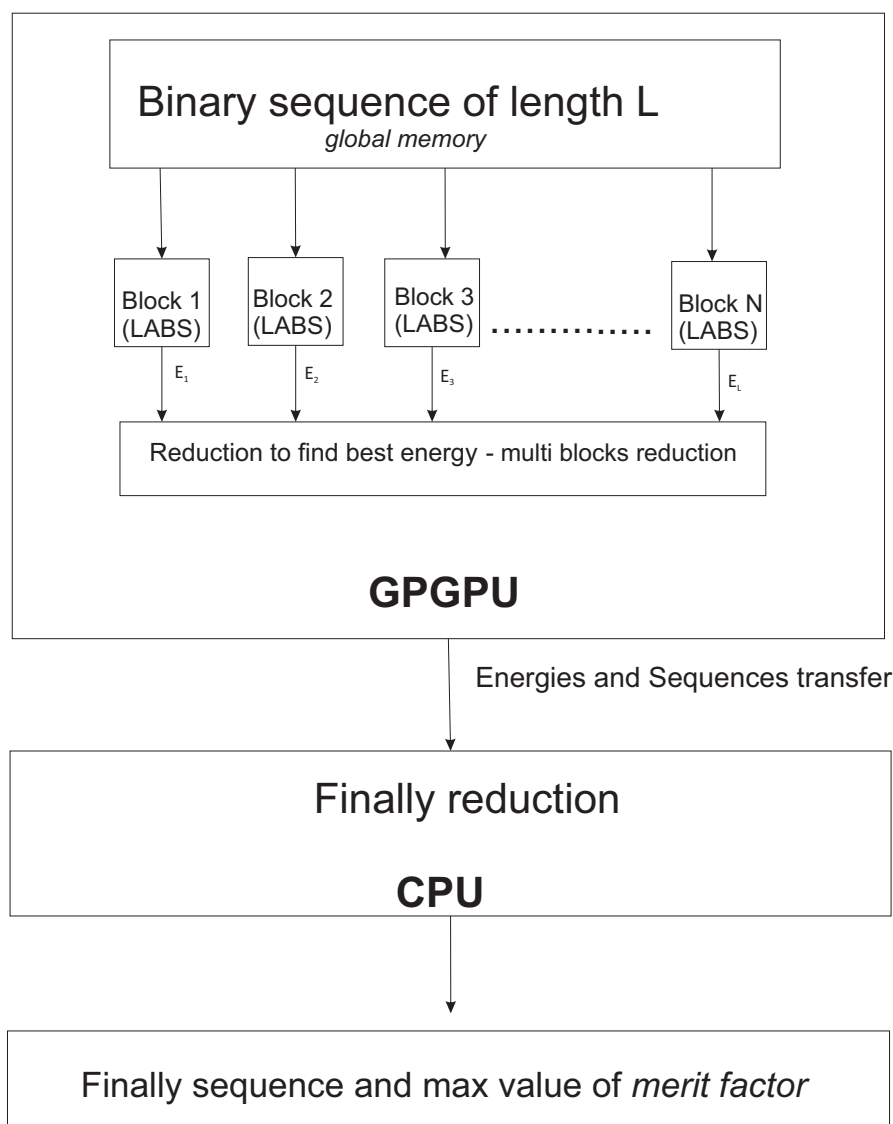 Binary sequence of length L
global memory
Block 1
(LABS)
Block 2
(LABS)
Block 3
(LABS)
..............
Block N
(LABS)
E₁
E₂
E₃
E_L
Reduction to find best energy - multi blocks reduction
GPGPU
Energies and Sequences transfer
Finally reduction
CPU
Finally sequence and max value of merit factor